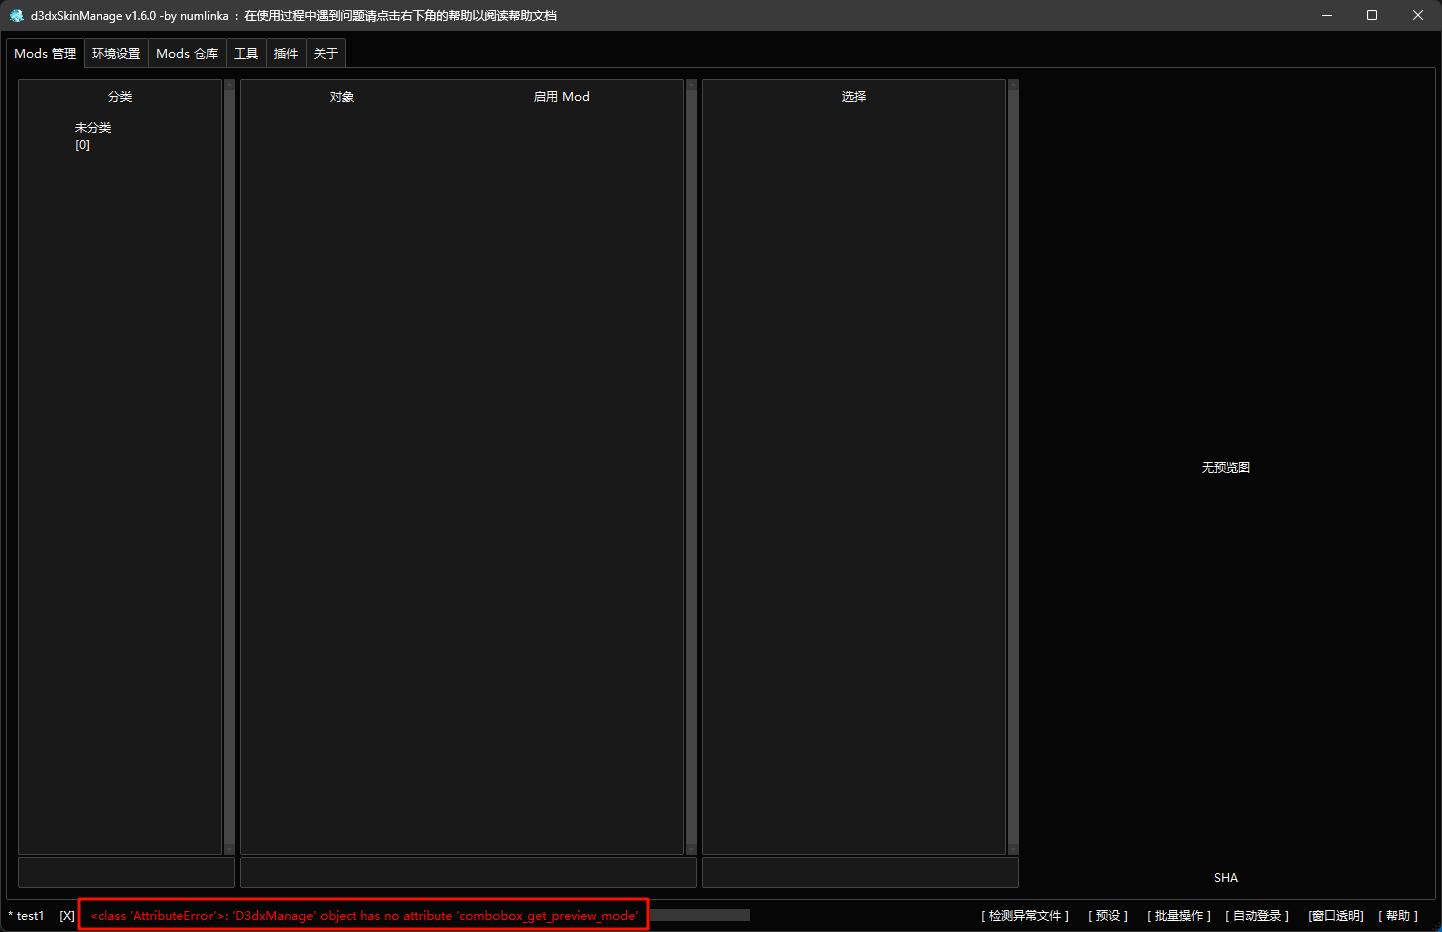 d3dxSkinManage v1.6.0 -by numlinka ：在使用过程中遇到问题请点击右下角的帮助以阅读帮助文档
Mods 管理 环境设置 Mods 仓库 工具 插件 关于
分类 对象 启用 Mod 选择
未分类
[0]
无预览图
SHA
* test1 [X] <class 'AttributeError'>: 'D3dxManage' object has no attribute 'combobox_get_preview_mode' [ 检测异常文件 ] [ 预设 ] [ 批量操作 ] [ 自动登录 ] [窗口透明] [ 帮助 ]